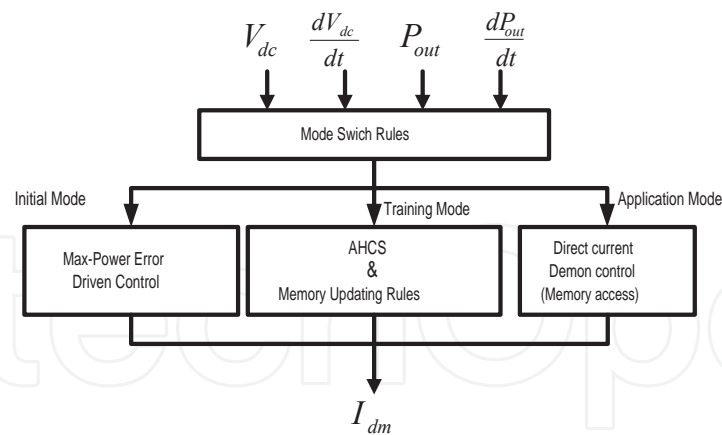 V_dc dV_dc/dt P_out dP_out/dt
Mode Swich Rules
Initial Mode
Training Mode
Application Mode
Max-Power Error
Driven Control
AHCS
&
Memory Updating Rules
Direct current
Demon control
(Memory access)
I_dm